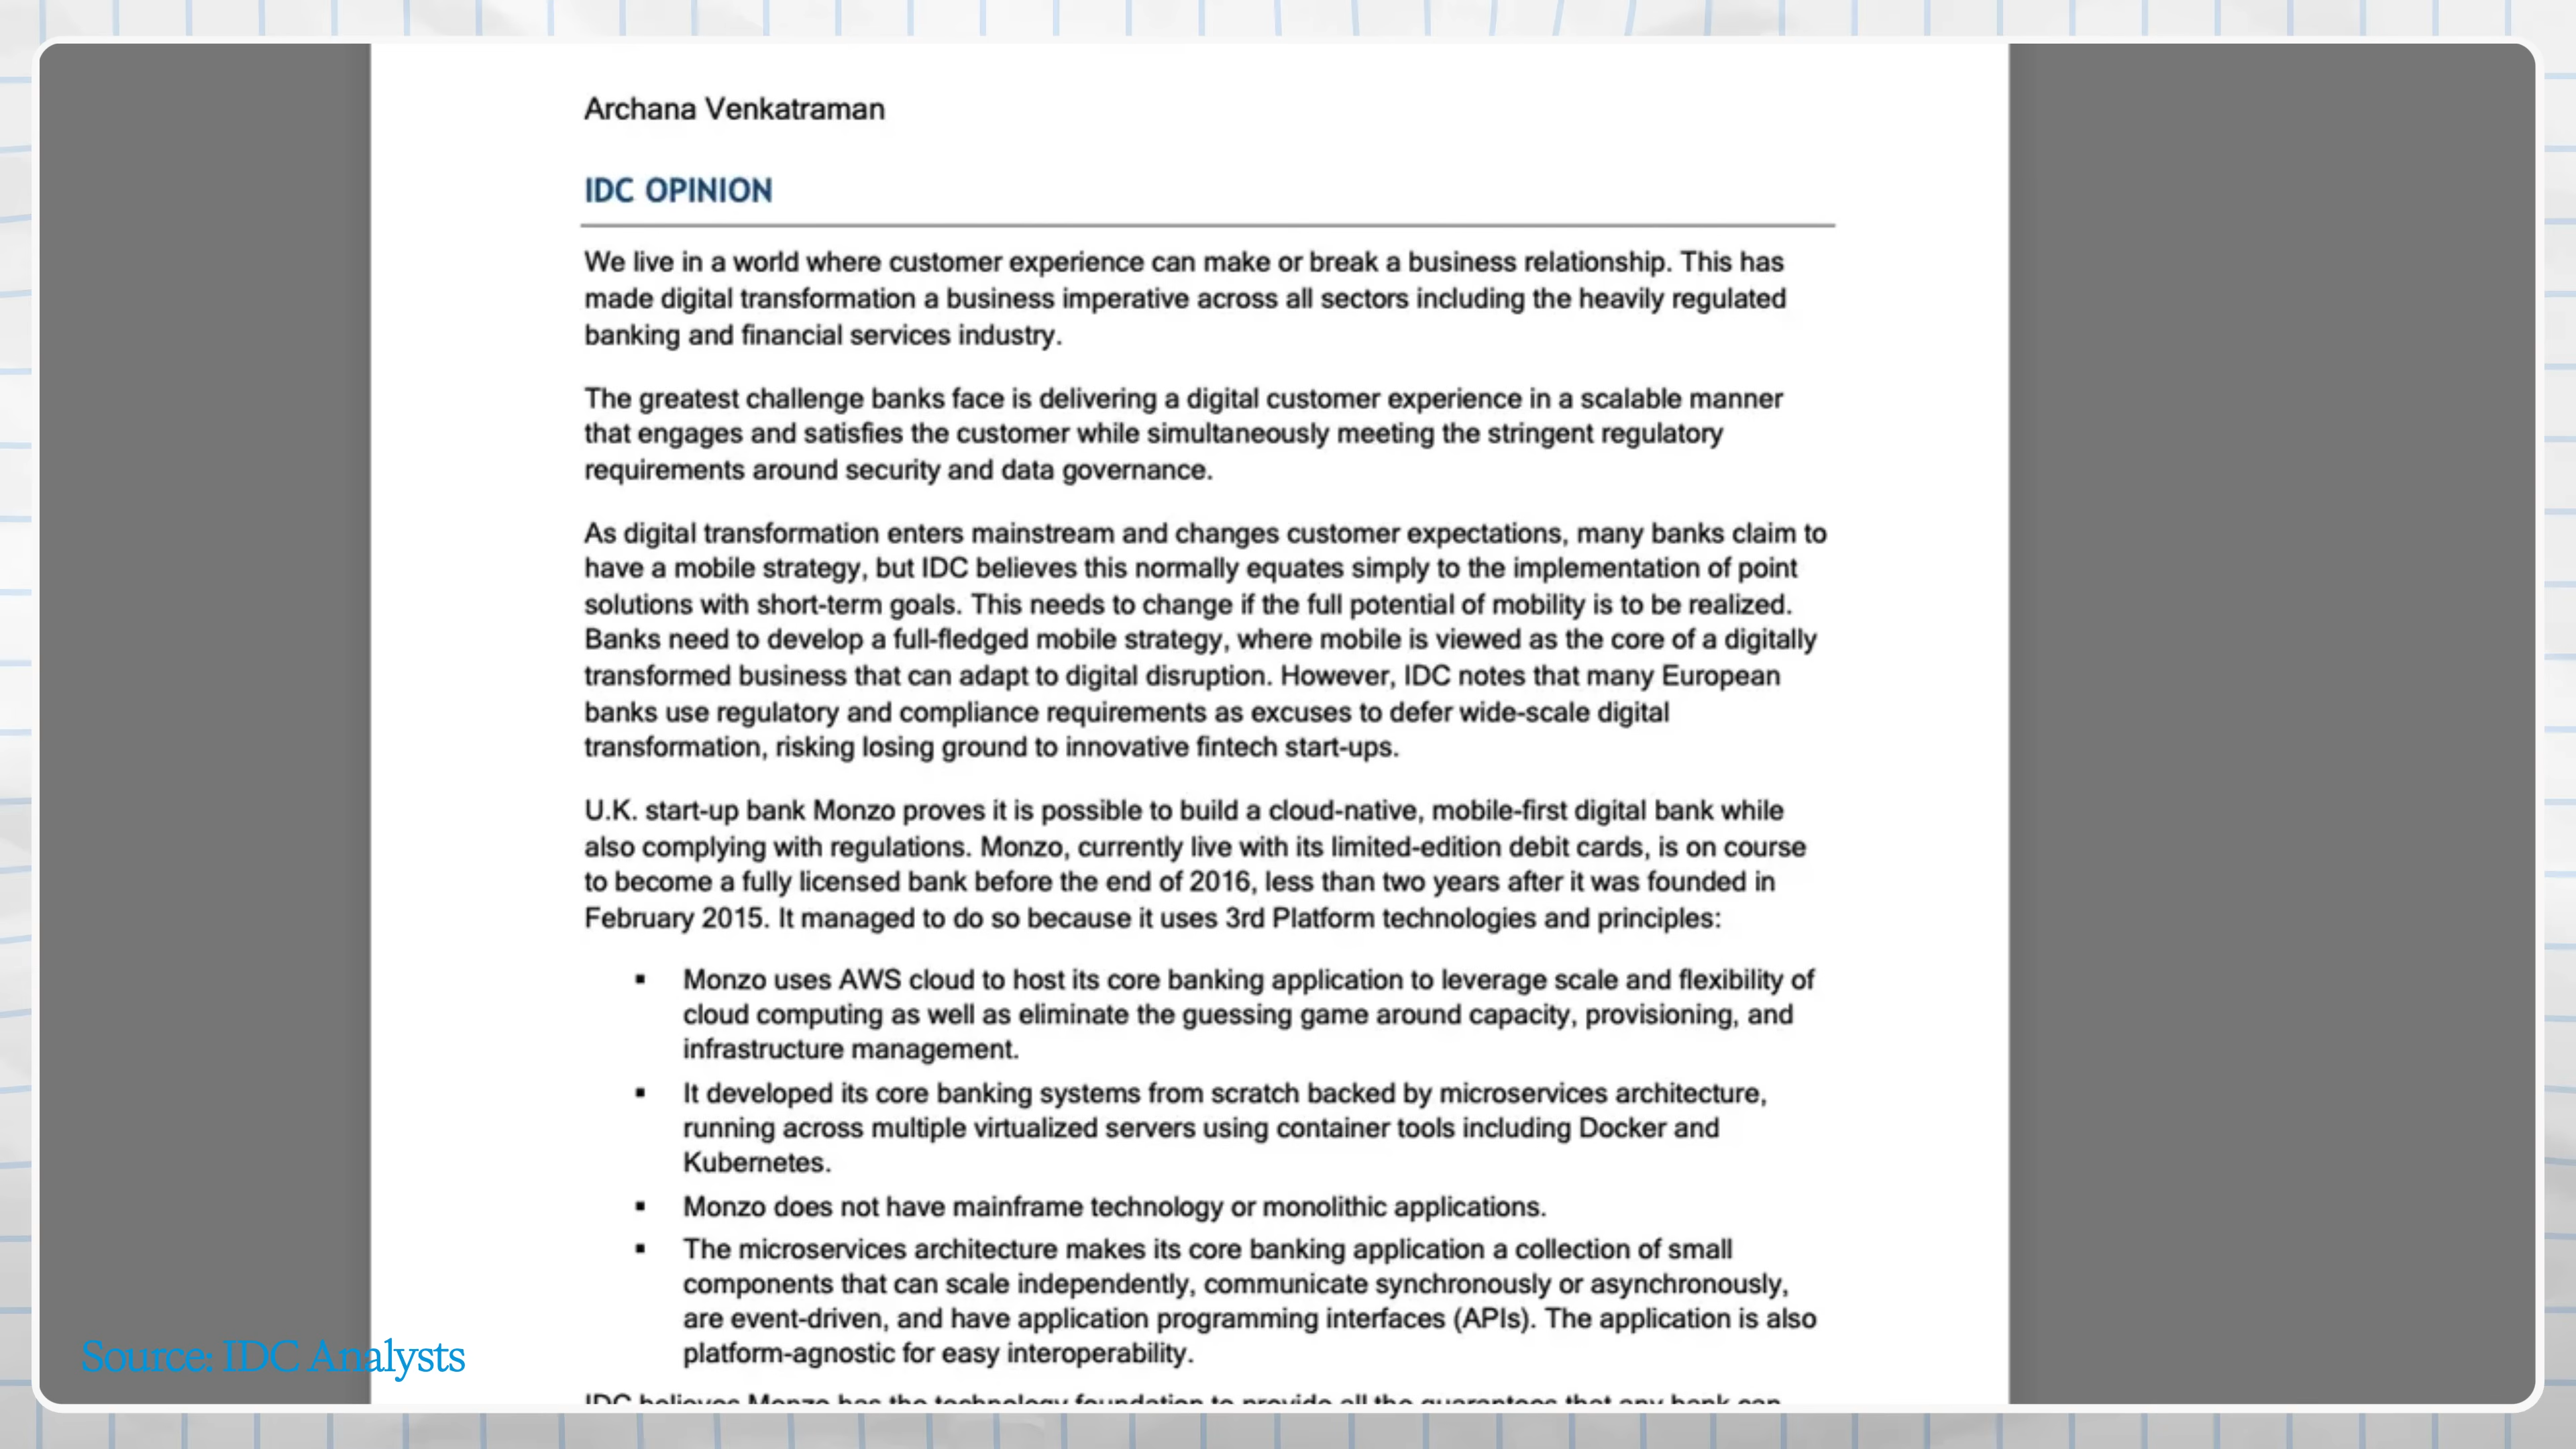 Archana Venkatraman
IDC OPINION
We live in a world where customer experience can make or break a business relationship. This has
made digital transformation a business imperative across all sectors including the heavily regulated
banking and financial services industry.
The greatest challenge banks face is delivering a digital customer experience in a scalable manner
that engages and satisfies the customer while simultaneously meeting the stringent regulatory
requirements around security and data governance.
As digital transformation enters mainstream and changes customer expectations, many banks claim to
have a mobile strategy, but IDC believes this normally equates simply to the implementation of point
solutions with short-term goals. This needs to change if the full potential of mobility is to be realized.
Banks need to develop a full-fledged mobile strategy, where mobile is viewed as the core of a digitally
transformed business that can adapt to digital disruption. However, IDC notes that many European
banks use regulatory and compliance requirements as excuses to defer wide-scale digital
transformation, risking losing ground to innovative fintech start-ups.
U.K. start-up bank Monzo proves it is possible to build a cloud-native, mobile-first digital bank while
also complying with regulations. Monzo, currently live with its limited-edition debit cards, is on course
to become a fully licensed bank before the end of 2016, less than two years after it was founded in
February 2015. It managed to do so because it uses 3rd Platform technologies and principles:
▪ Monzo uses AWS cloud to host its core banking application to leverage scale and flexibility of
cloud computing as well as eliminate the guessing game around capacity, provisioning, and
infrastructure management.
▪ It developed its core banking systems from scratch backed by microservices architecture,
running across multiple virtualized servers using container tools including Docker and
Kubernetes.
▪ Monzo does not have mainframe technology or monolithic applications.
▪ The microservices architecture makes its core banking application a collection of small
components that can scale independently, communicate synchronously or asynchronously,
are event-driven, and have application programming interfaces (APIs). The application is also
platform-agnostic for easy interoperability.
IDC believes Monzo has the technology foundation to provide all the guarantees that any bank can
Source: IDC Analysts